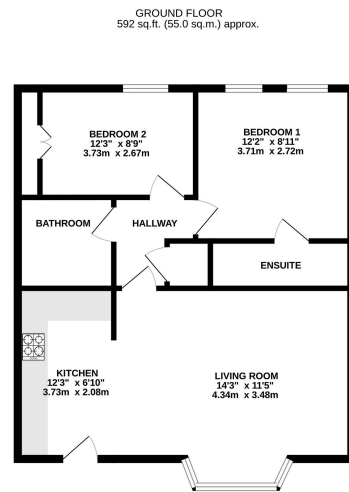 GROUND FLOOR
592 sq.ft. (55.0 sq.m.) approx.
BEDROOM 2
12'3" x 8'9"
3.73m x 2.67m
BEDROOM 1
12'2" x 8'11"
3.71m x 2.72m
BATHROOM
HALLWAY
ENSUITE
KITCHEN
12'3" x 6'10"
3.73m x 2.08m
LIVING ROOM
14'3" x 11'5"
4.34m x 3.48m